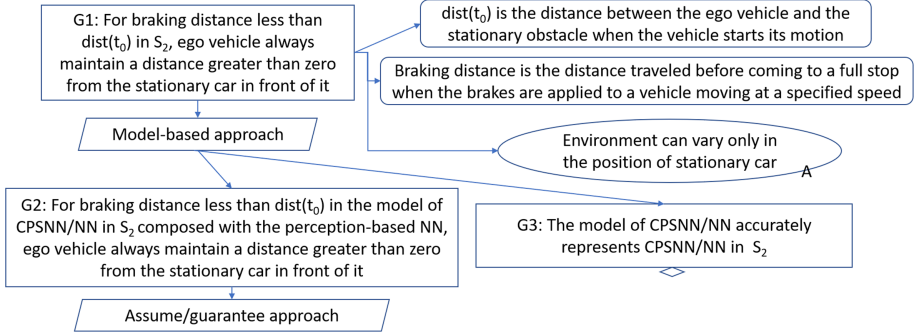 G1: For braking distance less than
dist(t₀) in S₂, ego vehicle always
maintain a distance greater than zero
from the stationary car in front of it
dist(t₀) is the distance between the ego vehicle and the
stationary obstacle when the vehicle starts its motion
Braking distance is the distance traveled before coming to a full stop
when the brakes are applied to a vehicle moving at a specified speed
Model-based approach
Environment can vary only in
the position of stationary car
A
G2: For braking distance less than dist(t₀) in the model of
CPSNN/NN in S₂ composed with the perception-based NN,
ego vehicle always maintain a distance greater than zero
from the stationary car in front of it
G3: The model of CPSNN/NN accurately
represents CPSNN/NN in S₂
Assume/guarantee approach